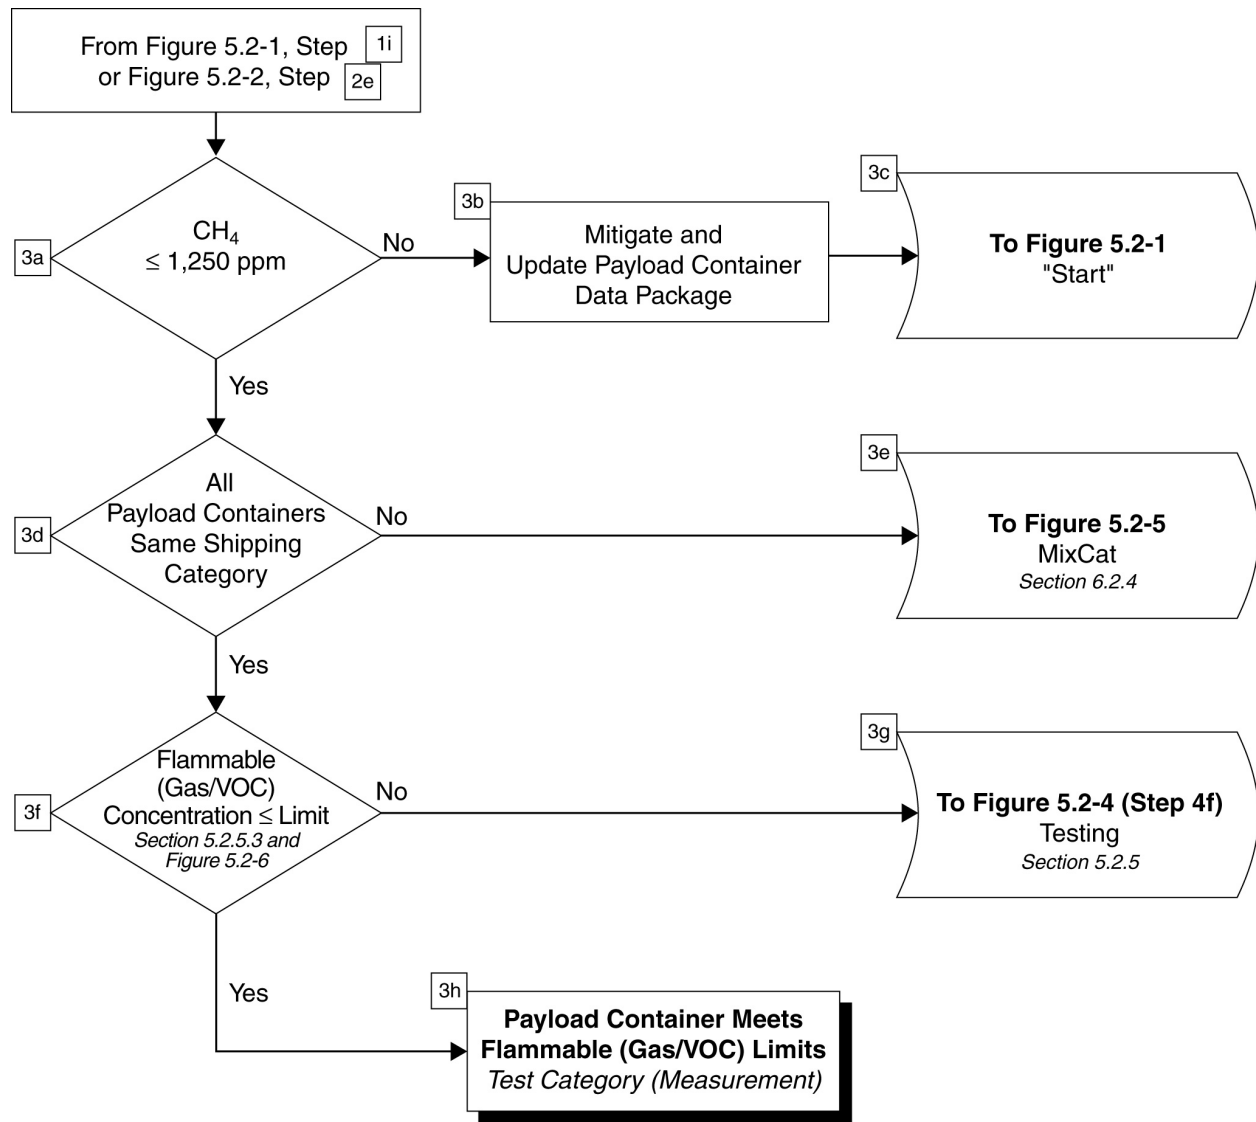 From Figure 5.2-1, Step 1i
or Figure 5.2-2, Step 2e
3a
CH₄
≤ 1,250 ppm
No
3b
Mitigate and
Update Payload Container
Data Package
3c
To Figure 5.2-1
"Start"
Yes
3d
All
Payload Containers
Same Shipping
Category
No
3e
To Figure 5.2-5
MixCat
Section 6.2.4
Yes
3f
Flammable
(Gas/VOC)
Concentration ≤ Limit
Section 5.2.5.3 and
Figure 5.2-6
No
3g
To Figure 5.2-4 (Step 4f)
Testing
Section 5.2.5
Yes
3h
Payload Container Meets
Flammable (Gas/VOC) Limits
Test Category (Measurement)